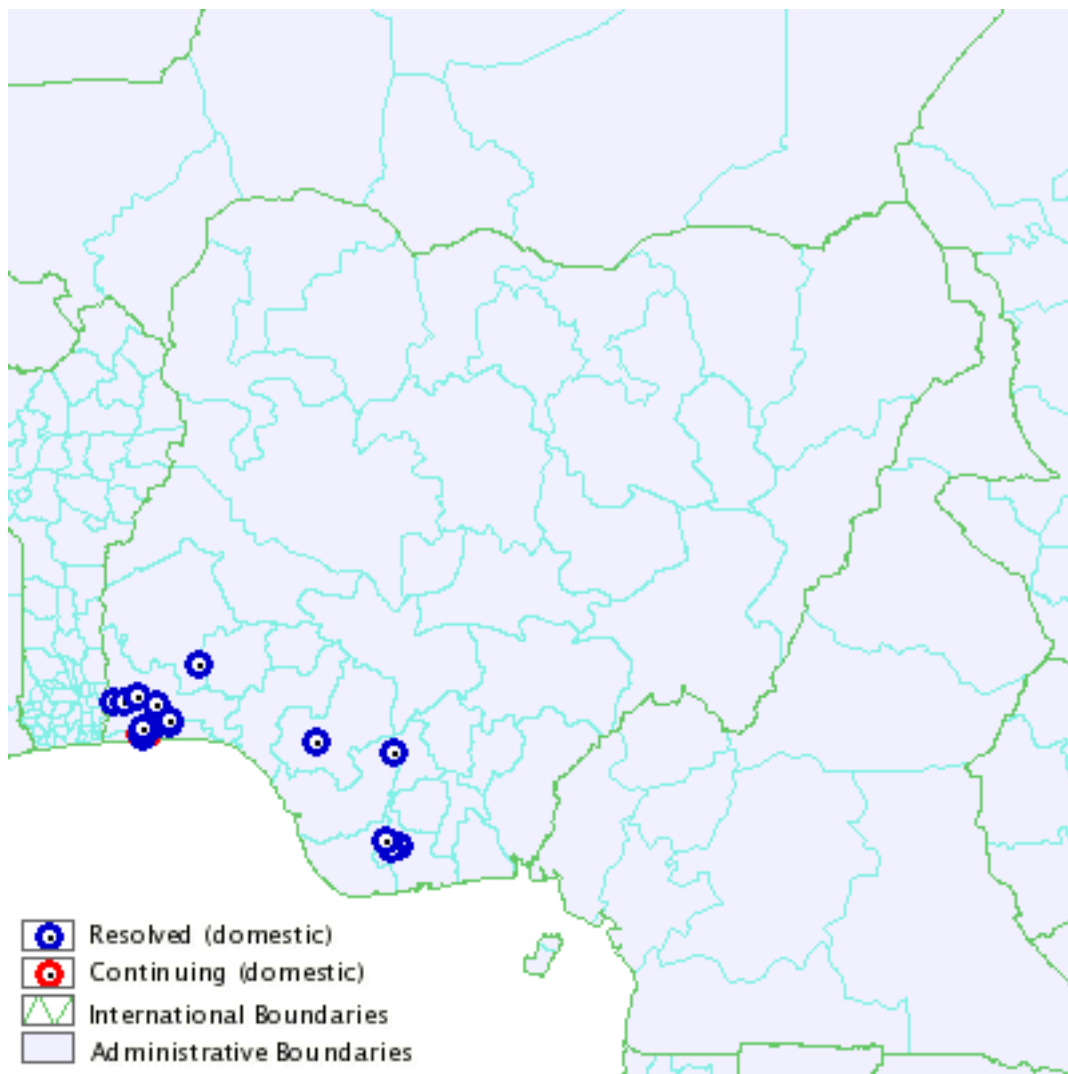 Resolved (domestic)
Continuing (domestic)
International Boundaries
Administrative Boundaries